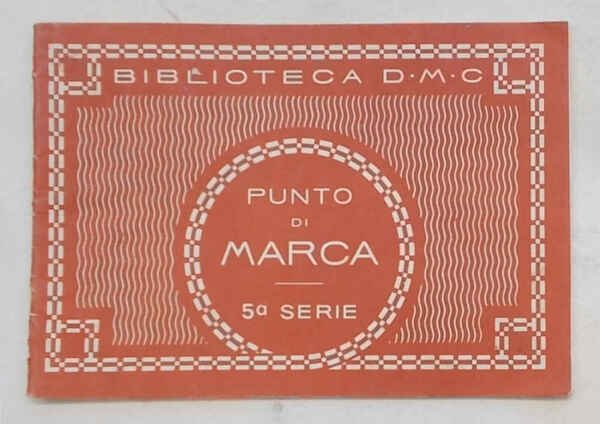 BIBLIOTECA D·M·C
PUNTO
DI
MARCA
5a SERIE